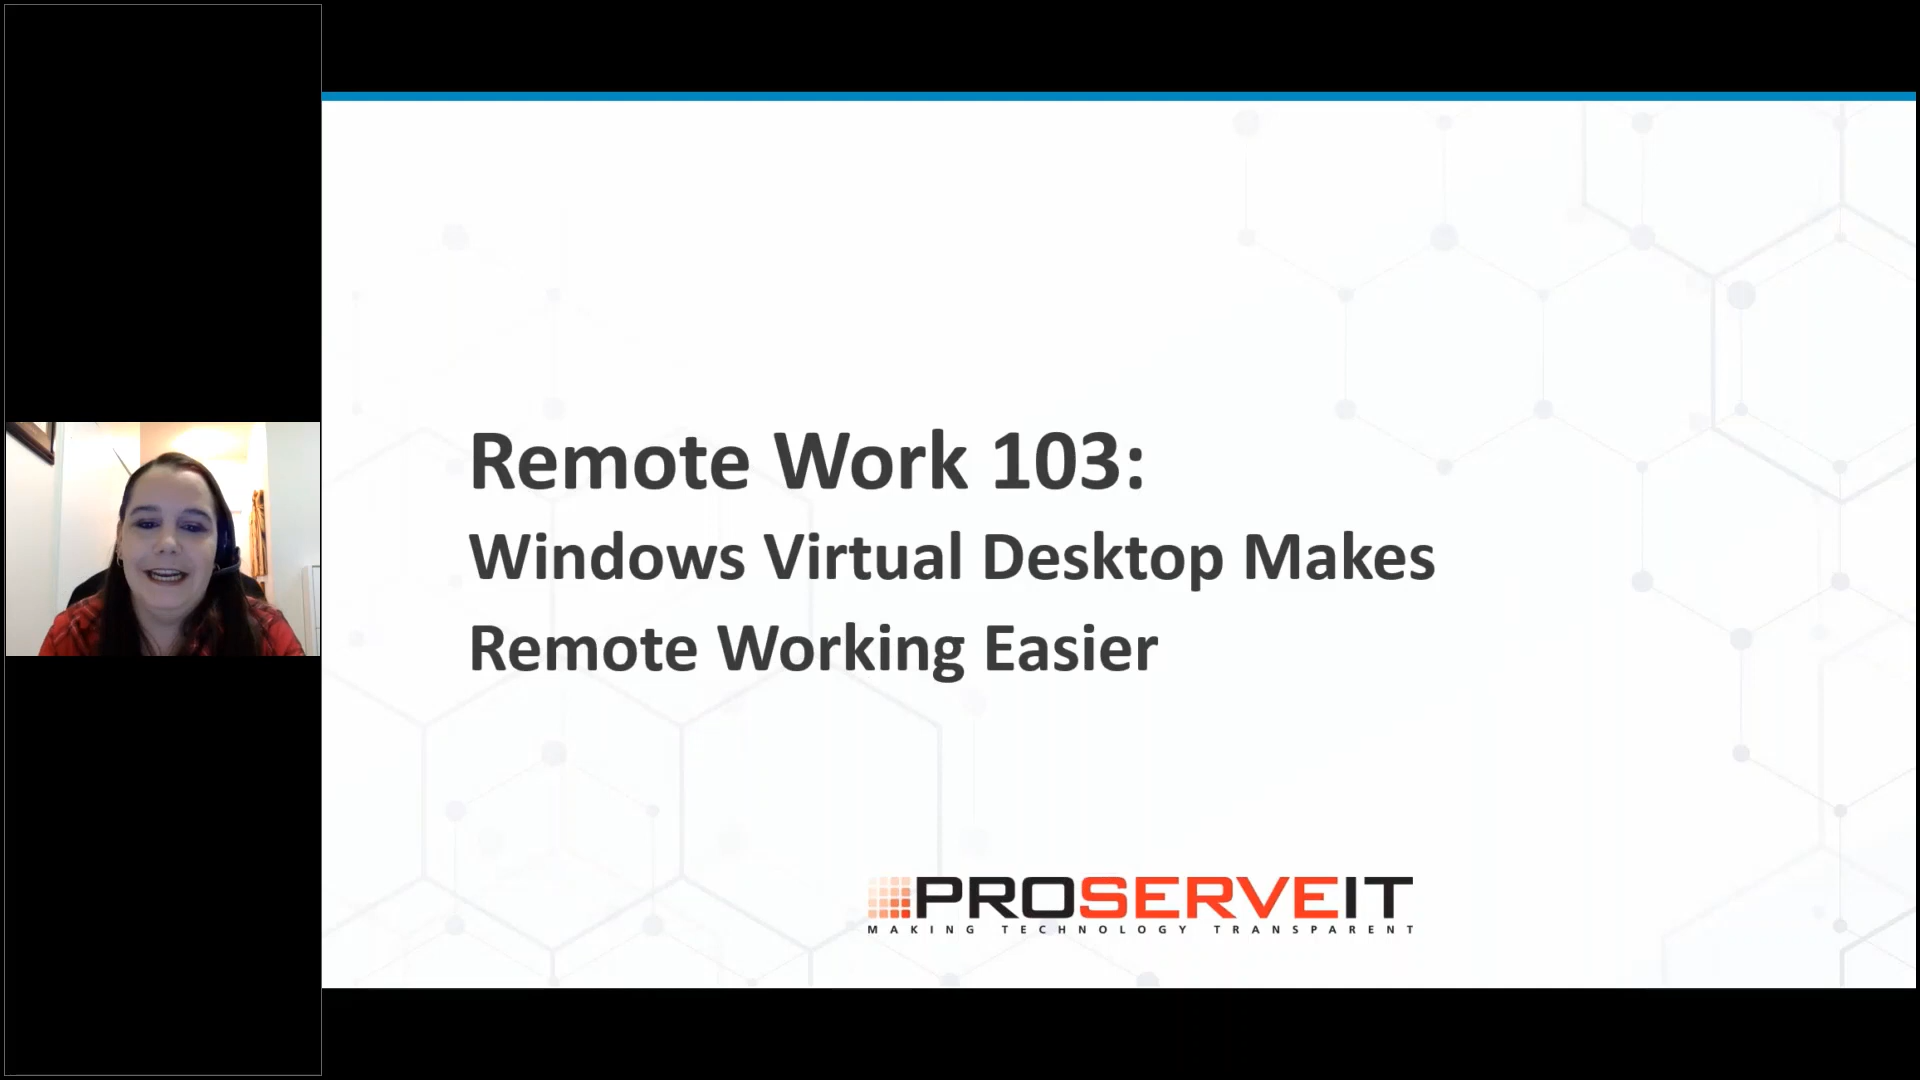 Remote Work 103:
Windows Virtual Desktop Makes
Remote Working Easier
PROSERVEIT
MAKING TECHNOLOGY TRANSPARENT